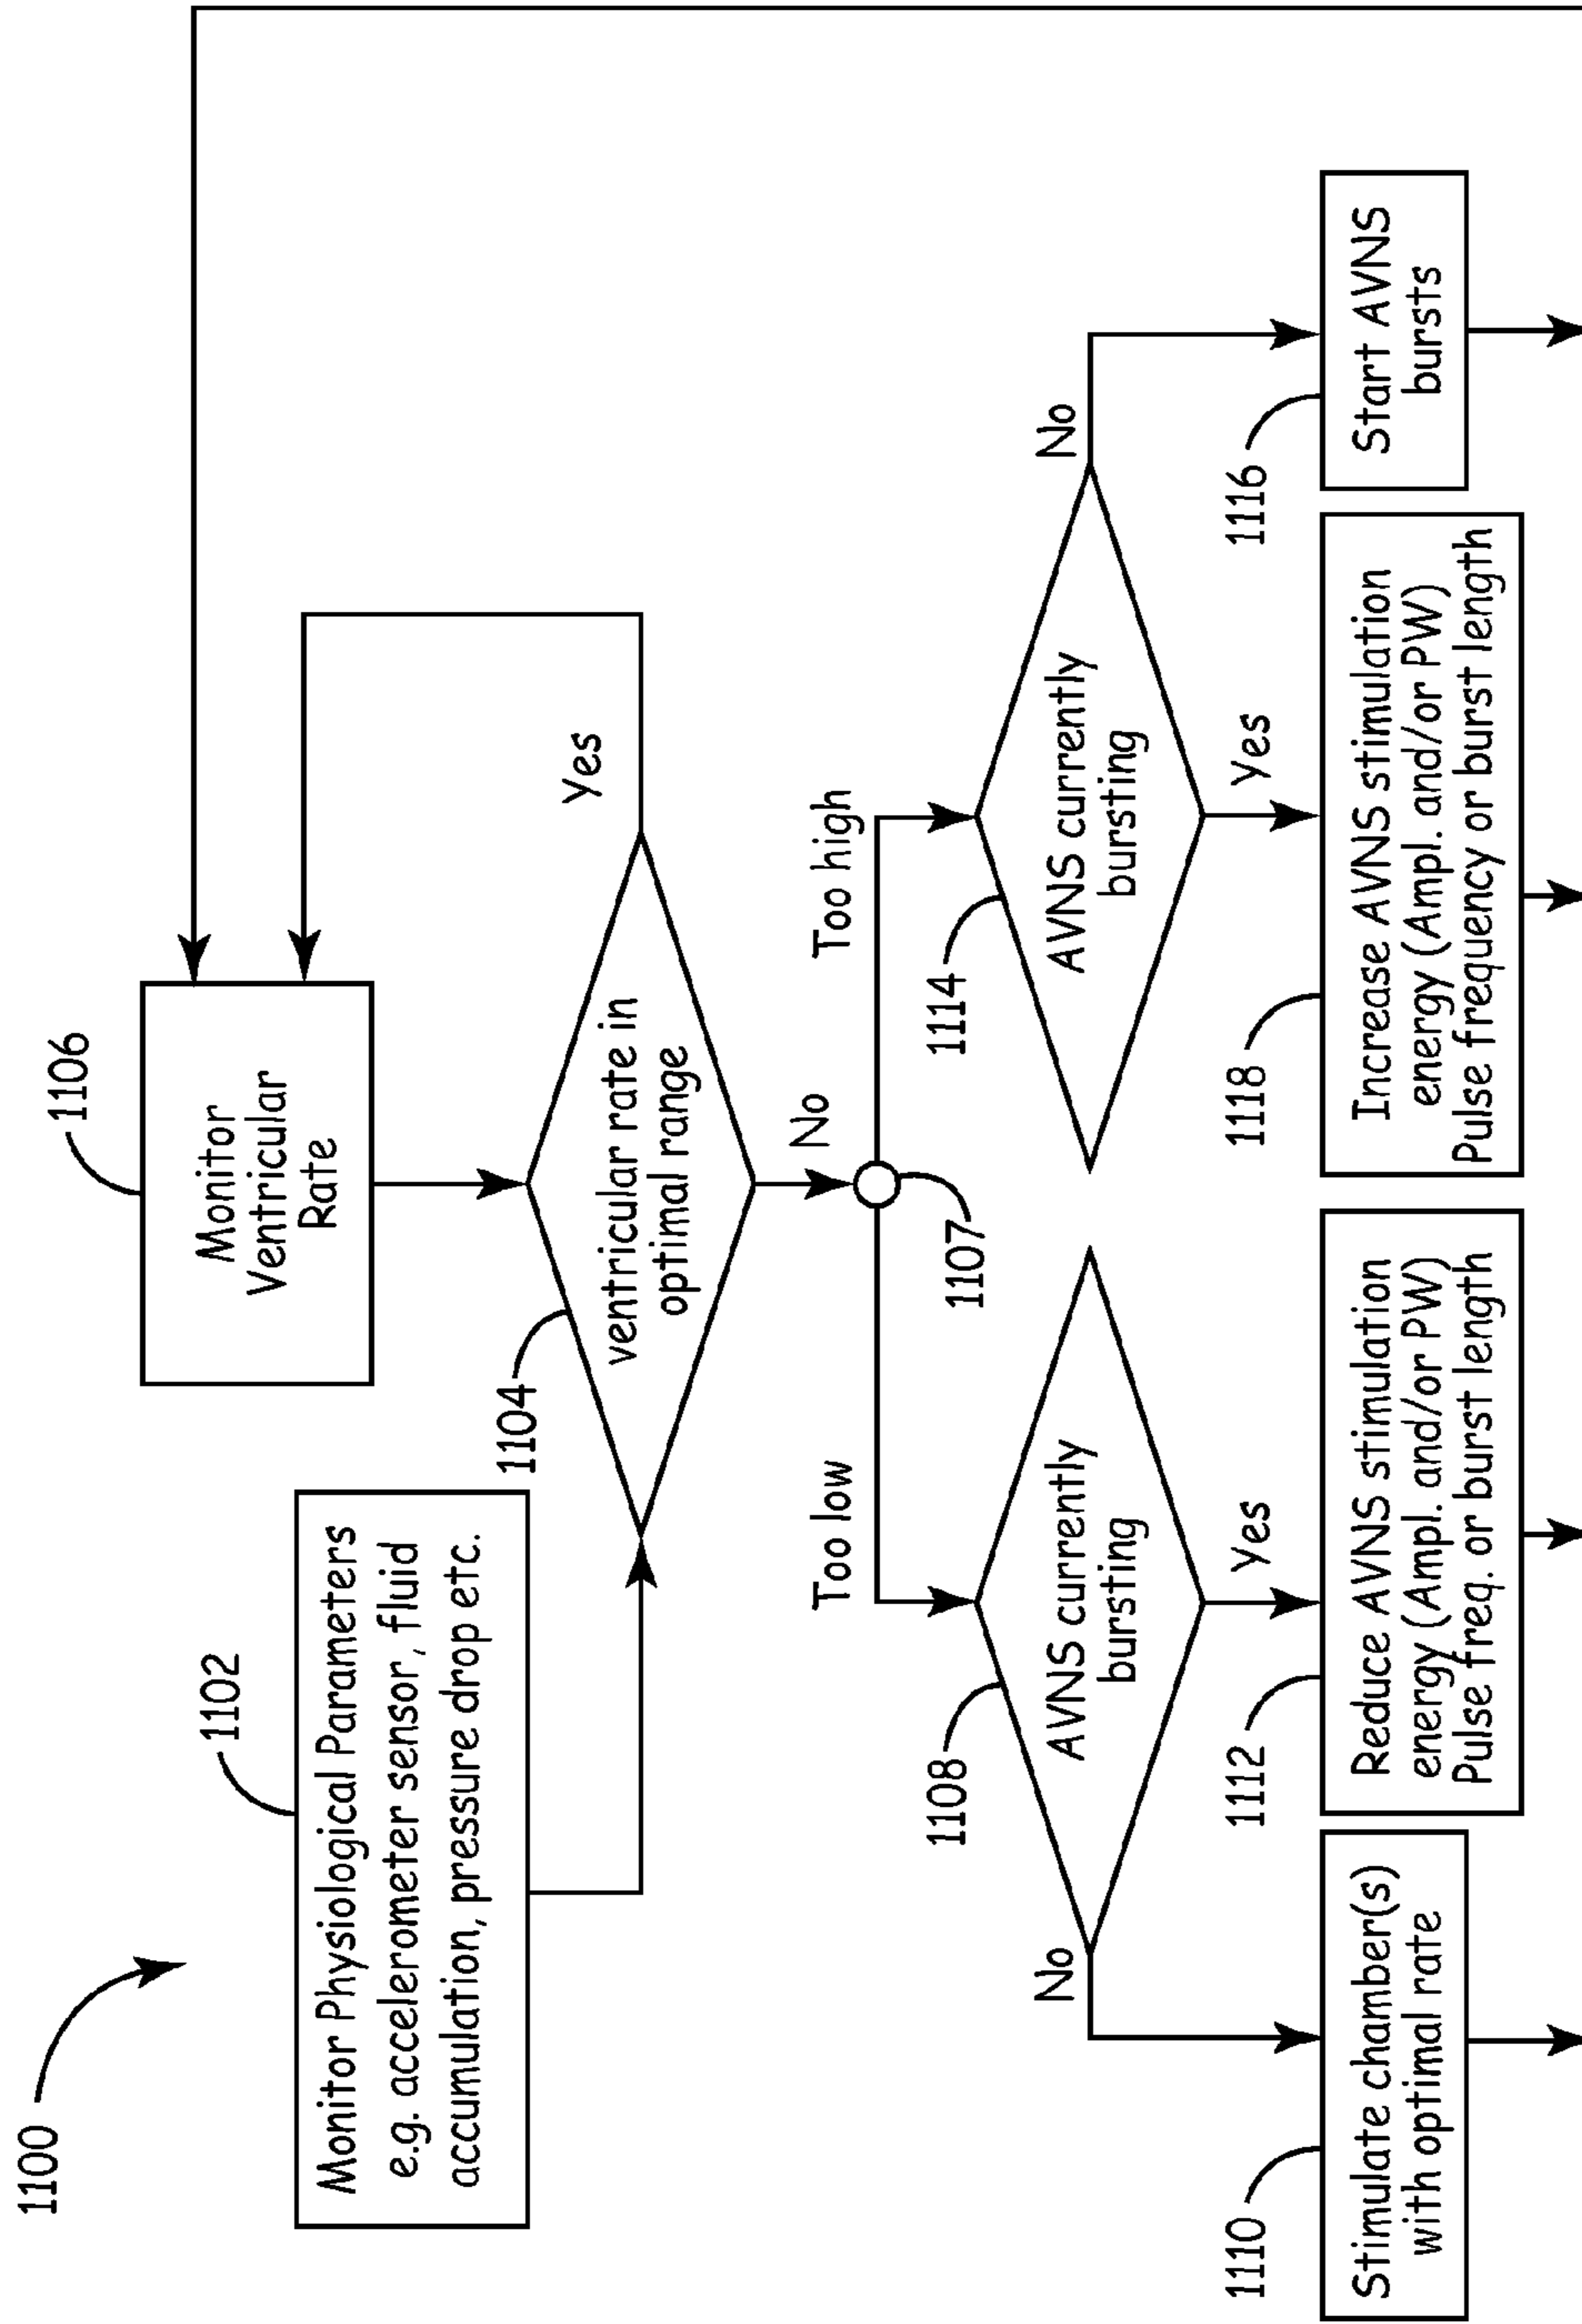 1100
1102
Monitor Physiological Parameters
e.g. accelerometer sensor, fluid
accumulation, pressure drop etc.
1106
Monitor
Ventricular
Rate
1104
ventricular rate in
optimal range
Yes
No
1107
Too low
Too high
1108
AVNS currently
bursting
No
Yes
1114
AVNS currently
bursting
Yes
No
1110
Stimulate chamber(s)
with optimal rate
1112
Reduce AVNS stimulation
energy (Ampl. and/or PW)
Pulse freq. or burst length
1118
Increase AVNS stimulation
energy (Ampl. and/or PW)
Pulse frequency or burst length
1116
Start AVNS
bursts